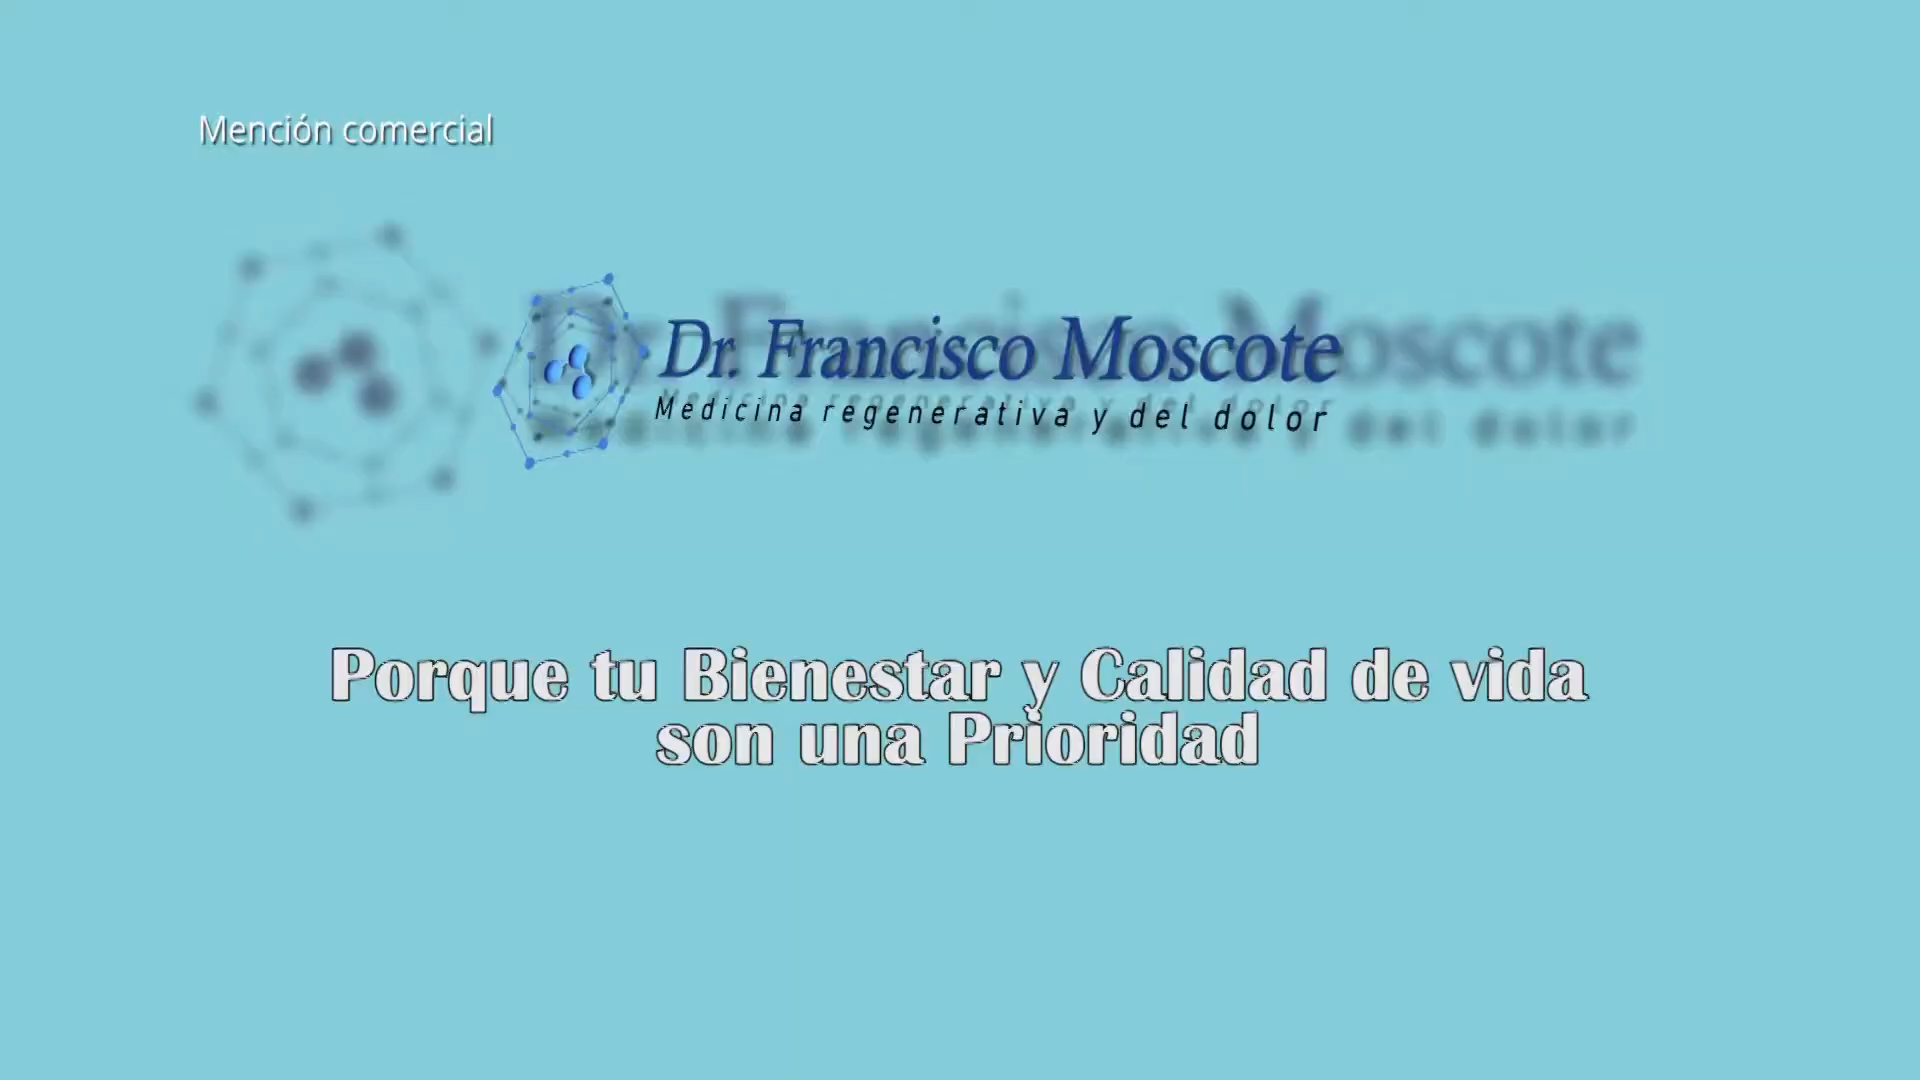 Mención comercial
Dr. Francisco Moscote
Medicina regenerativa y del dolor
Porque tu Bienestar y Calidad de vida
son una Prioridad